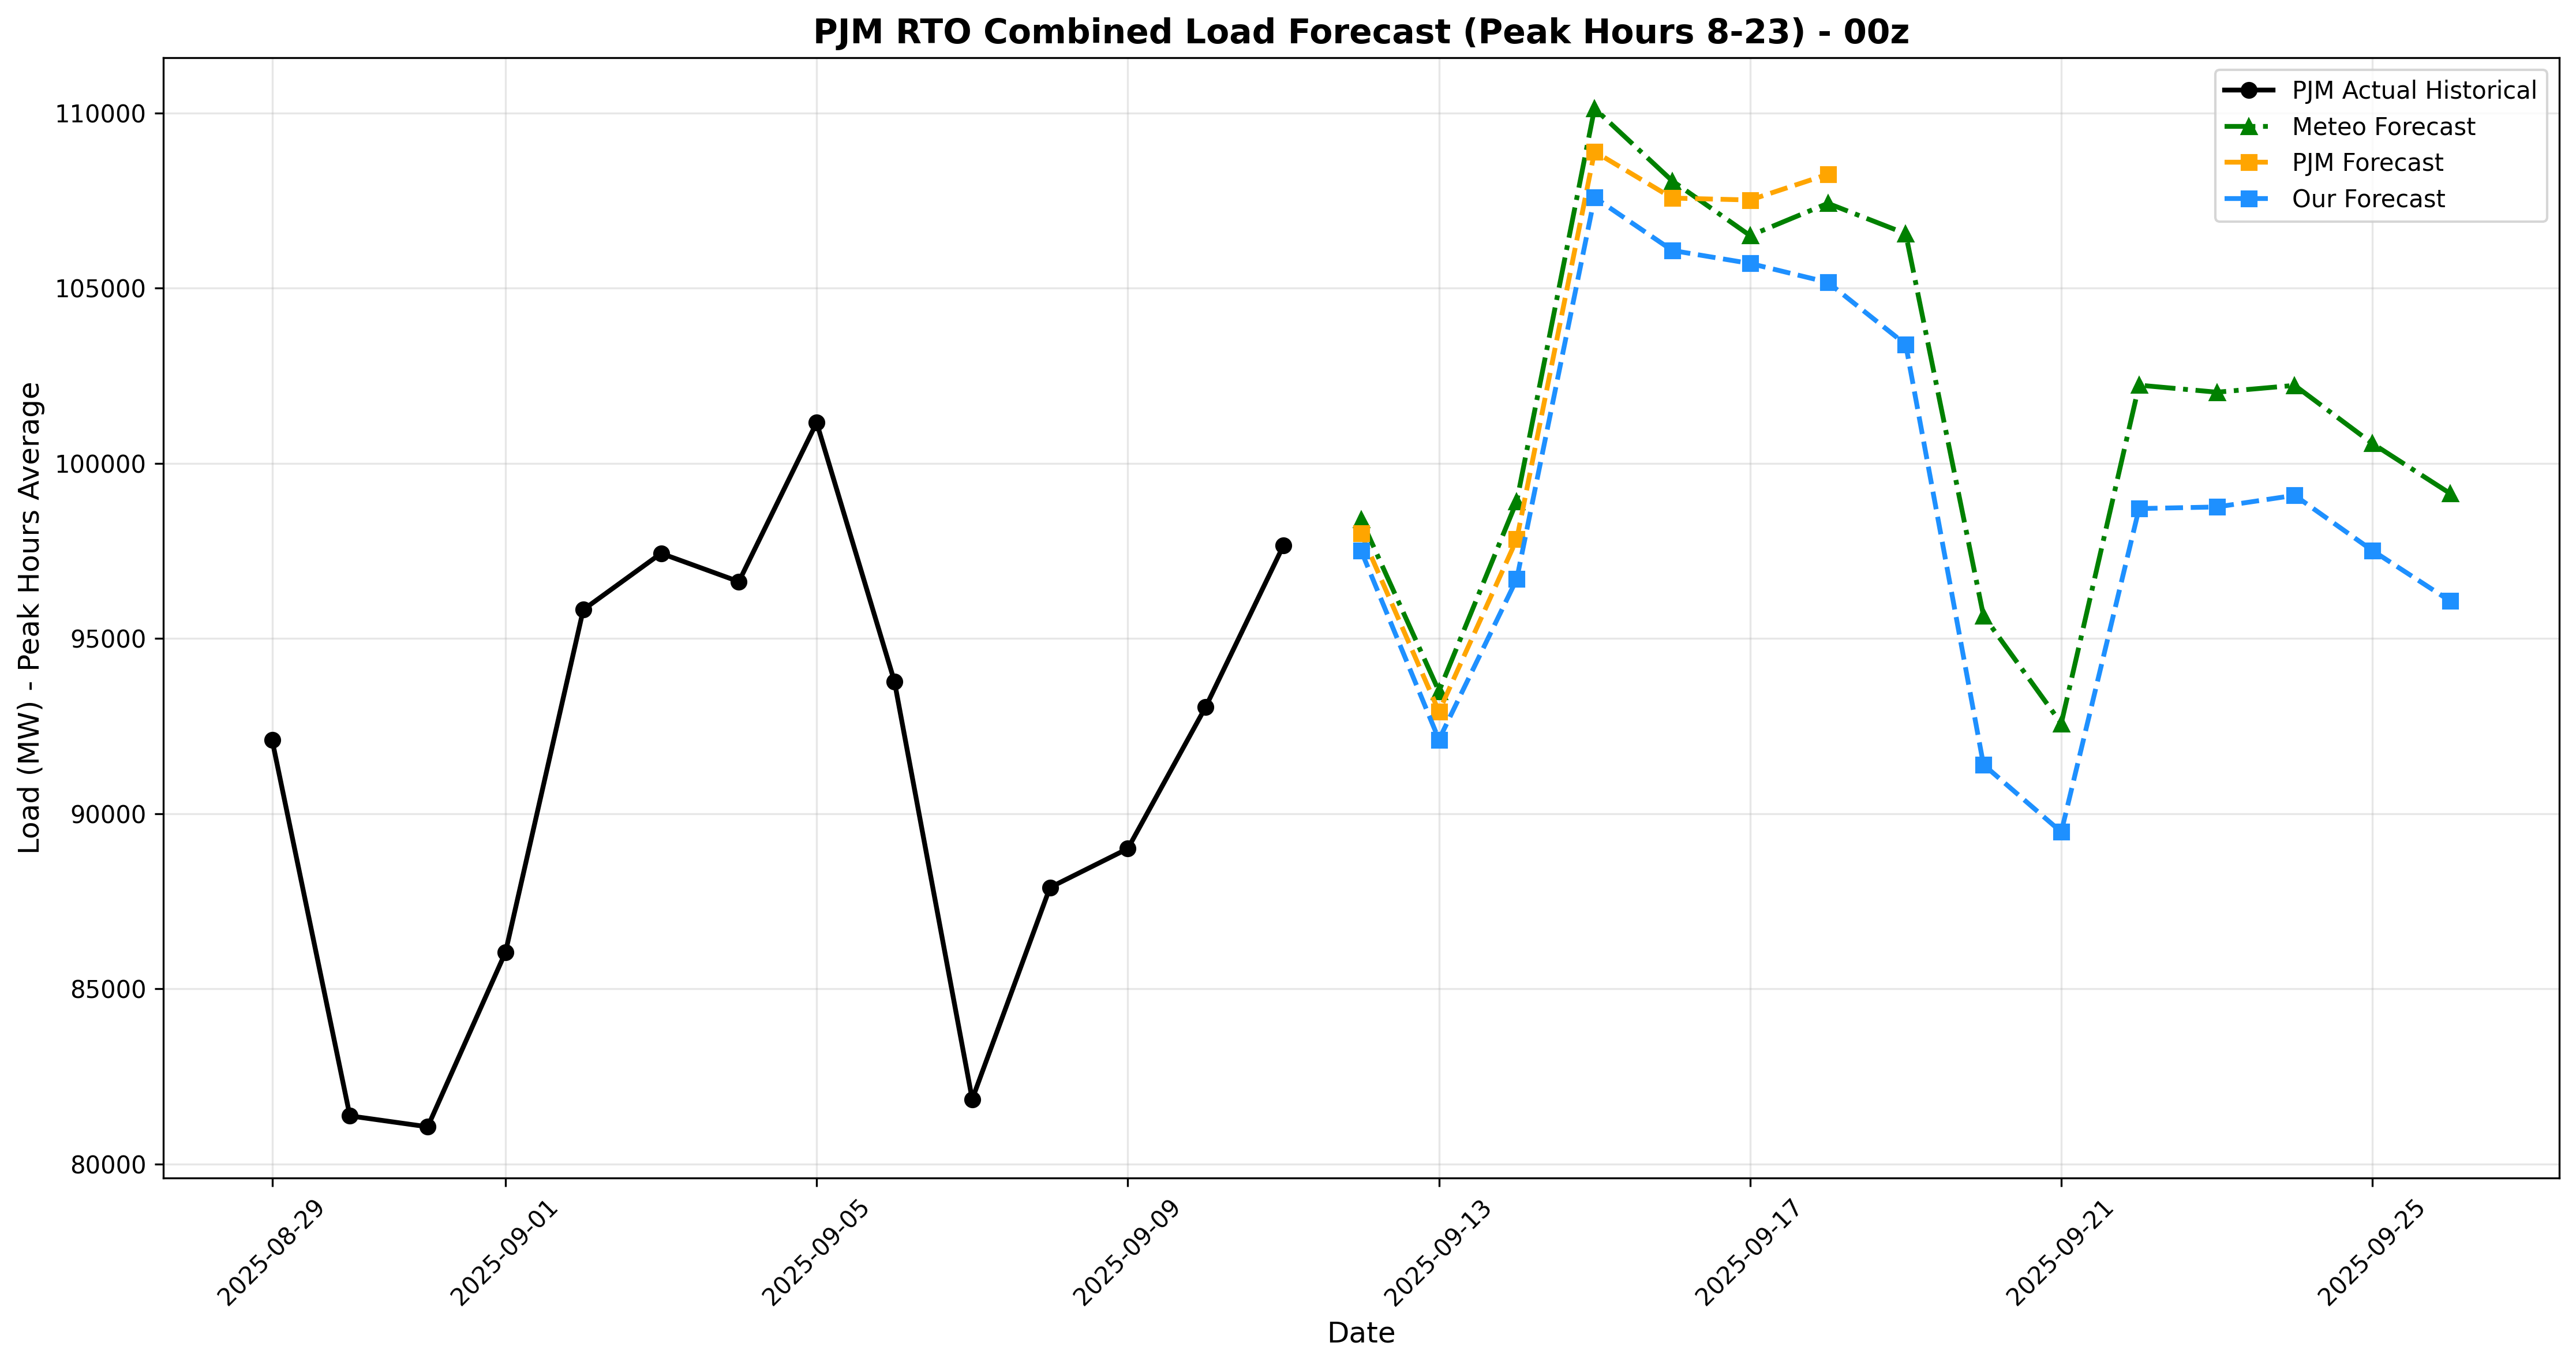 PJM RTO Combined Load Forecast (Peak Hours 8-23) - 00z
PJM Actual Historical
Meteo Forecast
PJM Forecast
Our Forecast
Load (MW) - Peak Hours Average
110000
105000
100000
95000
90000
85000
80000
2025-08-29
2025-09-01
2025-09-05
2025-09-09
2025-09-13
2025-09-17
2025-09-21
2025-09-25
Date